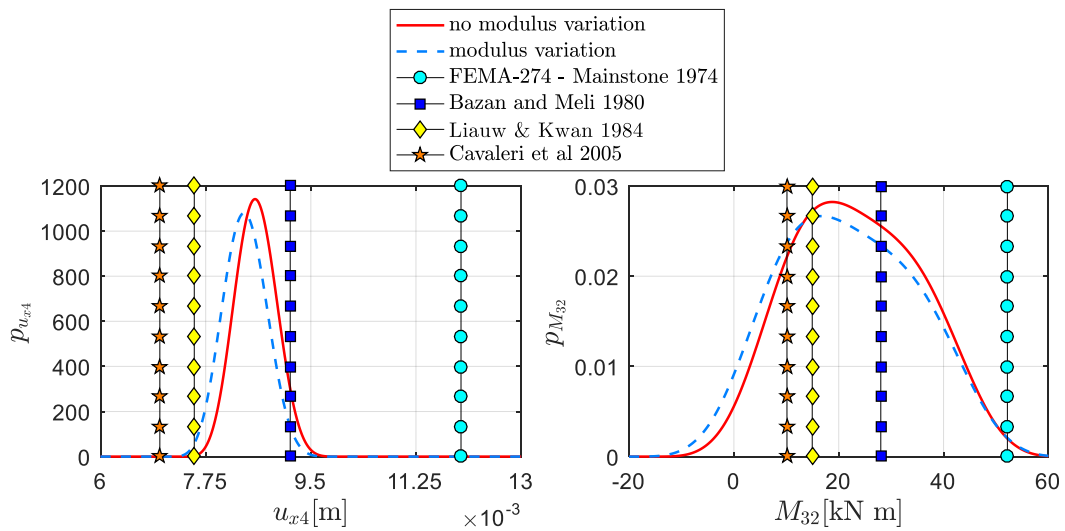 no modulus variation
modulus variation
FEMA-274 - Mainstone 1974
Bazan and Meli 1980
Liauw & Kwan 1984
Cavaleri et al 2005
1200
1000
800
600
400
200
0
p_{u_{x4}}
6 7.75 9.5 11.25 13
u_{x4}[m]
×10^{-3}
0.03
0.02
0.01
0
p_{M_{32}}
-20 0 20 40 60
M_{32}[kN m]